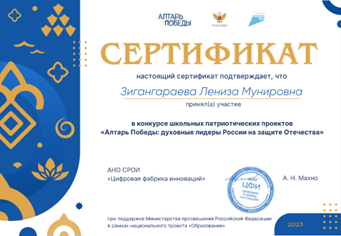 АЛТАРЬ
ПОБЕДЫ
СЕРТИФИКАТ
настоящий сертификат подтверждает, что
Зигангараева Лениза Мунировна
принял(а) участие
в конкурсе школьных патриотических проектов
«Алтарь Победы: духовные лидеры России на защите Отечества»
АНО СРОИ
«Цифровая фабрика инноваций»
А. Н. Махно
ЦФИ
при поддержке Министерства просвещения Российской Федерации
в рамках национального проекта «Образование»
2023